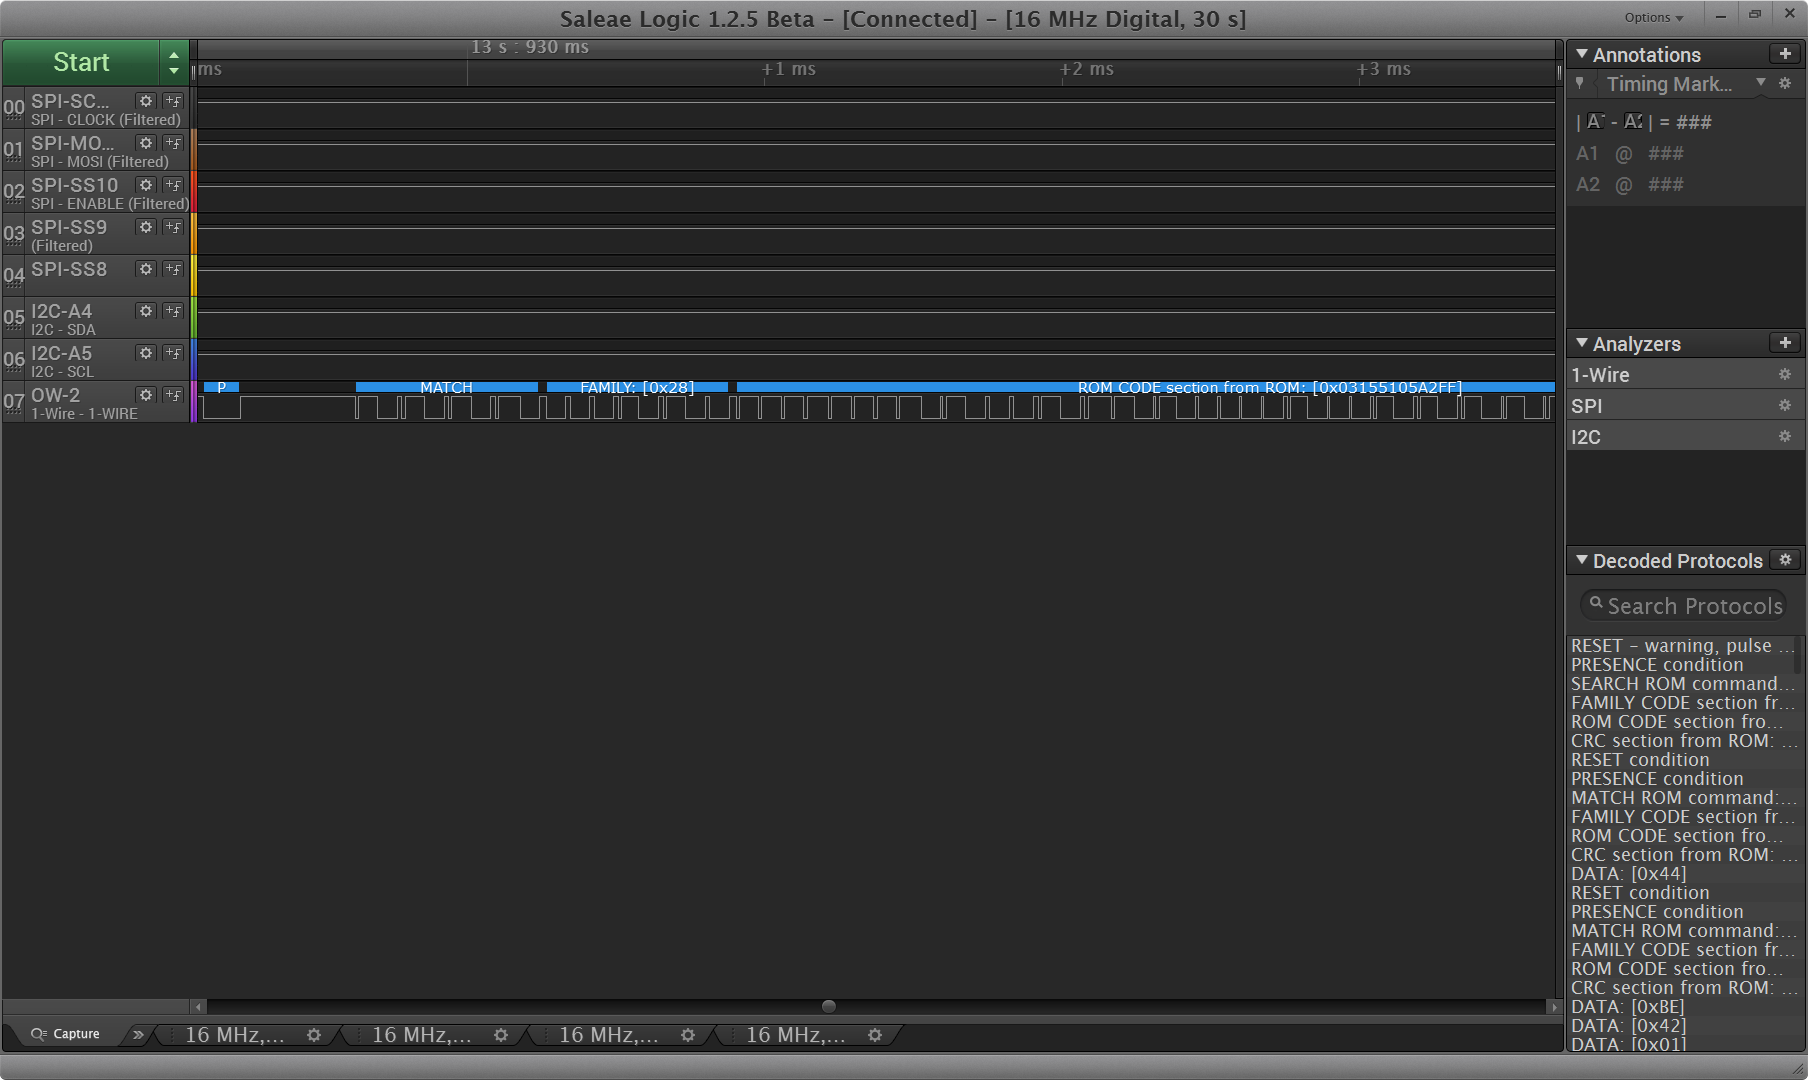 Saleae Logic 1.2.5 Beta - [Connected] - [16 MHz Digital, 30 s]
Options
Start
13 s : 930 ms
ms
+1 ms
+2 ms
+3 ms
00
SPI-SC...
SPI - CLOCK (Filtered)
01
SPI-MO...
SPI - MOSI (Filtered)
02
SPI-SS10
SPI - ENABLE (Filtered)
03
SPI-SS9
(Filtered)
04
SPI-SS8
05
I2C-A4
I2C - SDA
06
I2C-A5
I2C - SCL
07
OW-2
1-Wire - 1-WIRE
P
MATCH
FAMILY: [0x28]
ROM CODE section from ROM: [0x03155105A2FF]
Annotations
Timing Mark...
| A1 - A2 | = ###
A1 @ ###
A2 @ ###
Analyzers
1-Wire
SPI
I2C
Decoded Protocols
Search Protocols
RESET - warning, pulse ...
PRESENCE condition
SEARCH ROM command...
FAMILY CODE section fr...
ROM CODE section fro...
CRC section from ROM: ...
RESET condition
PRESENCE condition
MATCH ROM command:...
FAMILY CODE section fr...
ROM CODE section fro...
CRC section from ROM: ...
DATA: [0x44]
RESET condition
PRESENCE condition
MATCH ROM command:...
FAMILY CODE section fr...
ROM CODE section fro...
CRC section from ROM: ...
DATA: [0xBE]
DATA: [0x42]
DATA: [0x01]
Capture
16 MHz,...
16 MHz,...
16 MHz,...
16 MHz,...